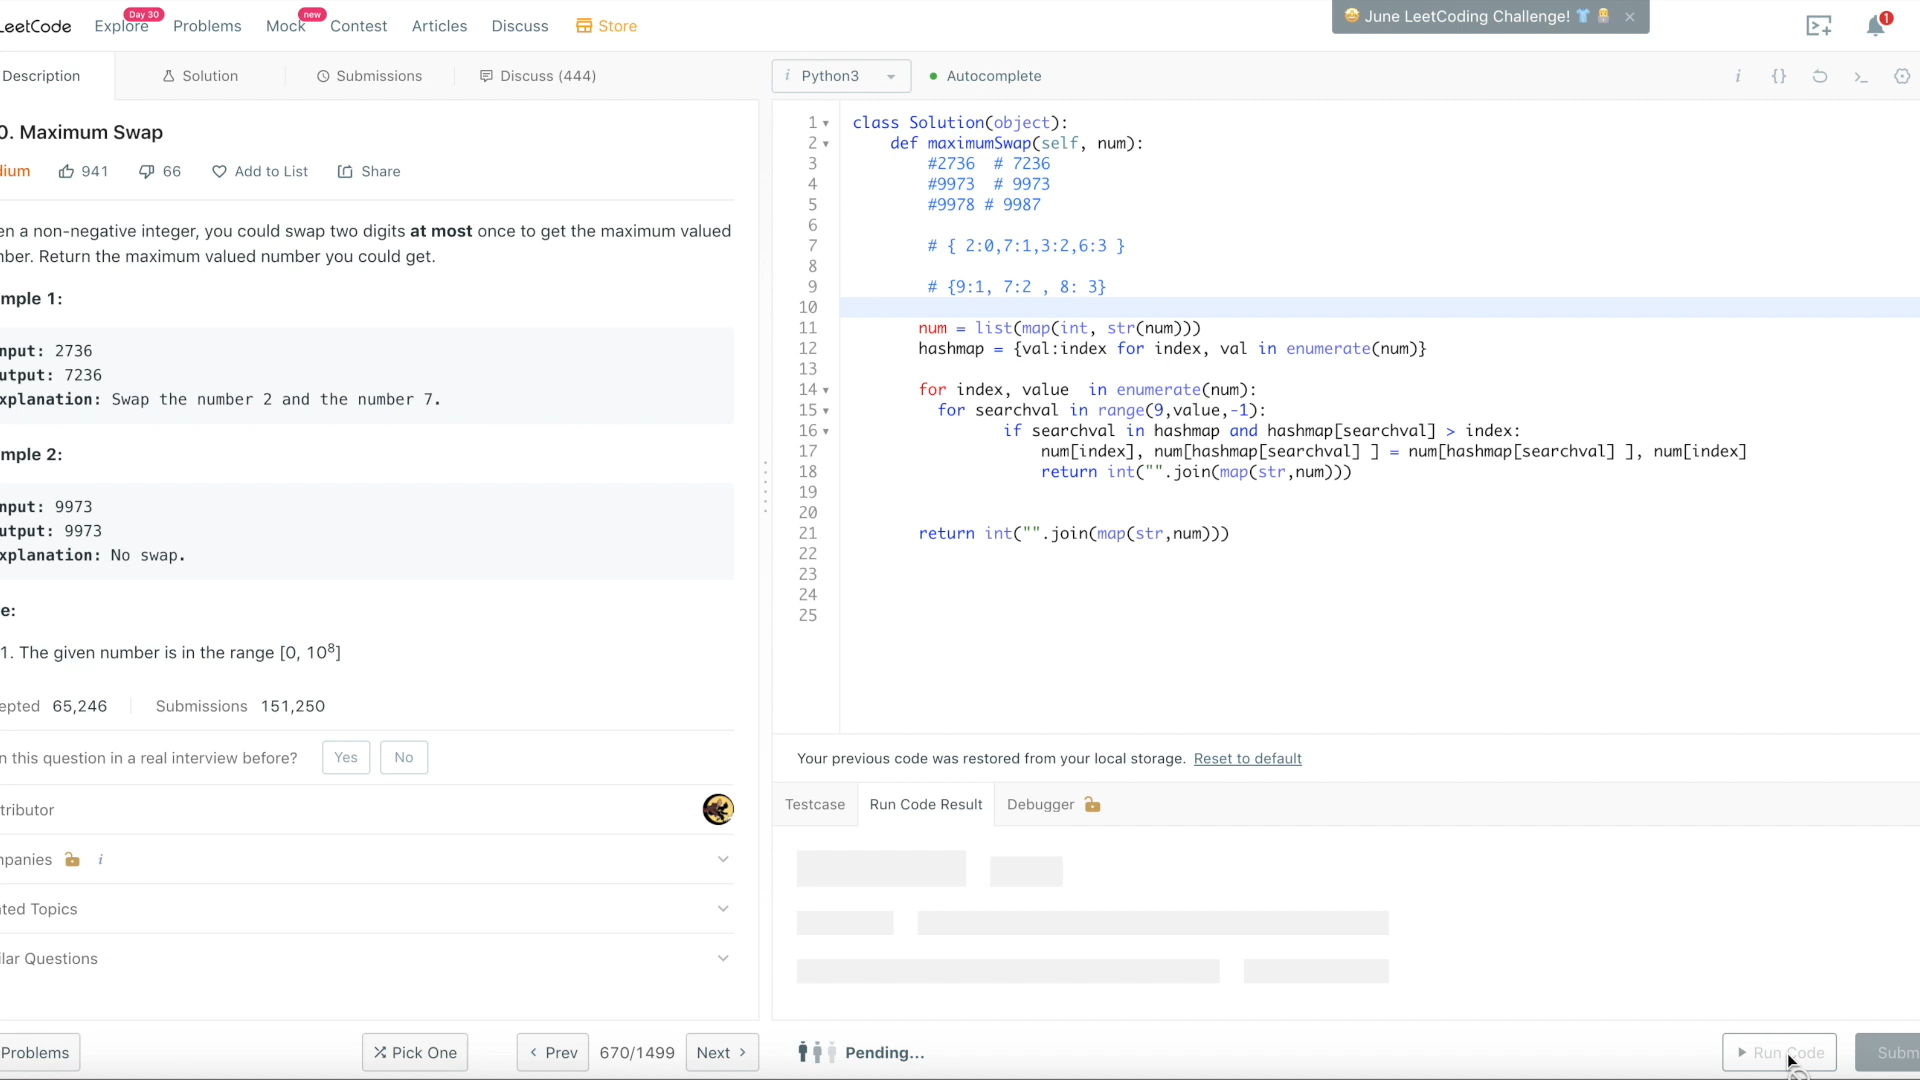 LeetCode
Explore
Day 30
Problems
Mock
new
Contest
Articles
Discuss
Store
🤩 June LeetCoding Challenge! 👕
1
Description
Solution
Submissions
Discuss (444)
i Python3
Autocomplete
i {} >_
0. Maximum Swap
dium
941
66
Add to List
Share
en a non-negative integer, you could swap two digits at most once to get the maximum valued
nber. Return the maximum valued number you could get.
mple 1:
nput: 2736
utput: 7236
xplanation: Swap the number 2 and the number 7.
mple 2:
nput: 9973
utput: 9973
xplanation: No swap.
e:
1. The given number is in the range [0, 10⁸]
epted 65,246
Submissions 151,250
n this question in a real interview before?
Yes
No
tributor
mpanies i
ated Topics
ilar Questions
Problems
Pick One
< Prev
670/1499
Next >
1 class Solution(object):
2 def maximumSwap(self, num):
3 #2736 # 7236
4 #9973 # 9973
5 #9978 # 9987
6
7 # { 2:0,7:1,3:2,6:3 }
8
9 # {9:1, 7:2 , 8: 3}
10
11 num = list(map(int, str(num)))
12 hashmap = {val:index for index, val in enumerate(num)}
13
14 for index, value in enumerate(num):
15 for searchval in range(9,value,-1):
16 if searchval in hashmap and hashmap[searchval] > index:
17 num[index], num[hashmap[searchval] ] = num[hashmap[searchval] ], num[index]
18 return int("".join(map(str,num)))
19
20
21 return int("".join(map(str,num)))
22
23
24
25
Your previous code was restored from your local storage. Reset to default
Testcase
Run Code Result
Debugger
Pending...
Run Code
Subm